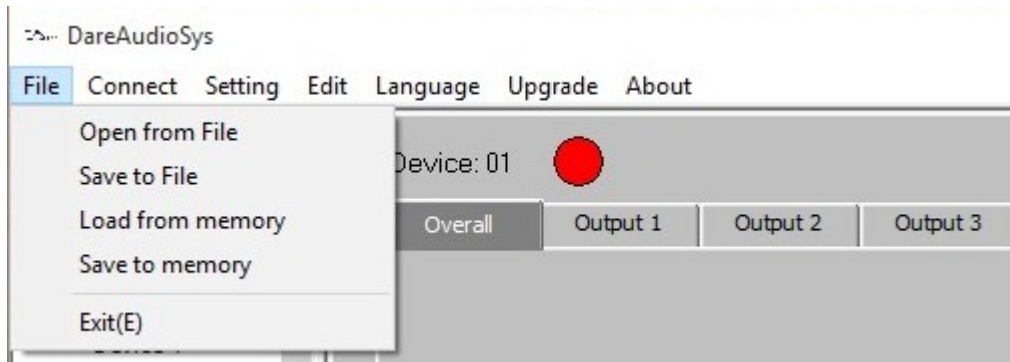 DareAudioSys
File Connect Setting Edit Language Upgrade About
Open from File
Save to File
Load from memory
Save to memory
Exit(E)
Device: 01
Overall Output 1 Output 2 Output 3